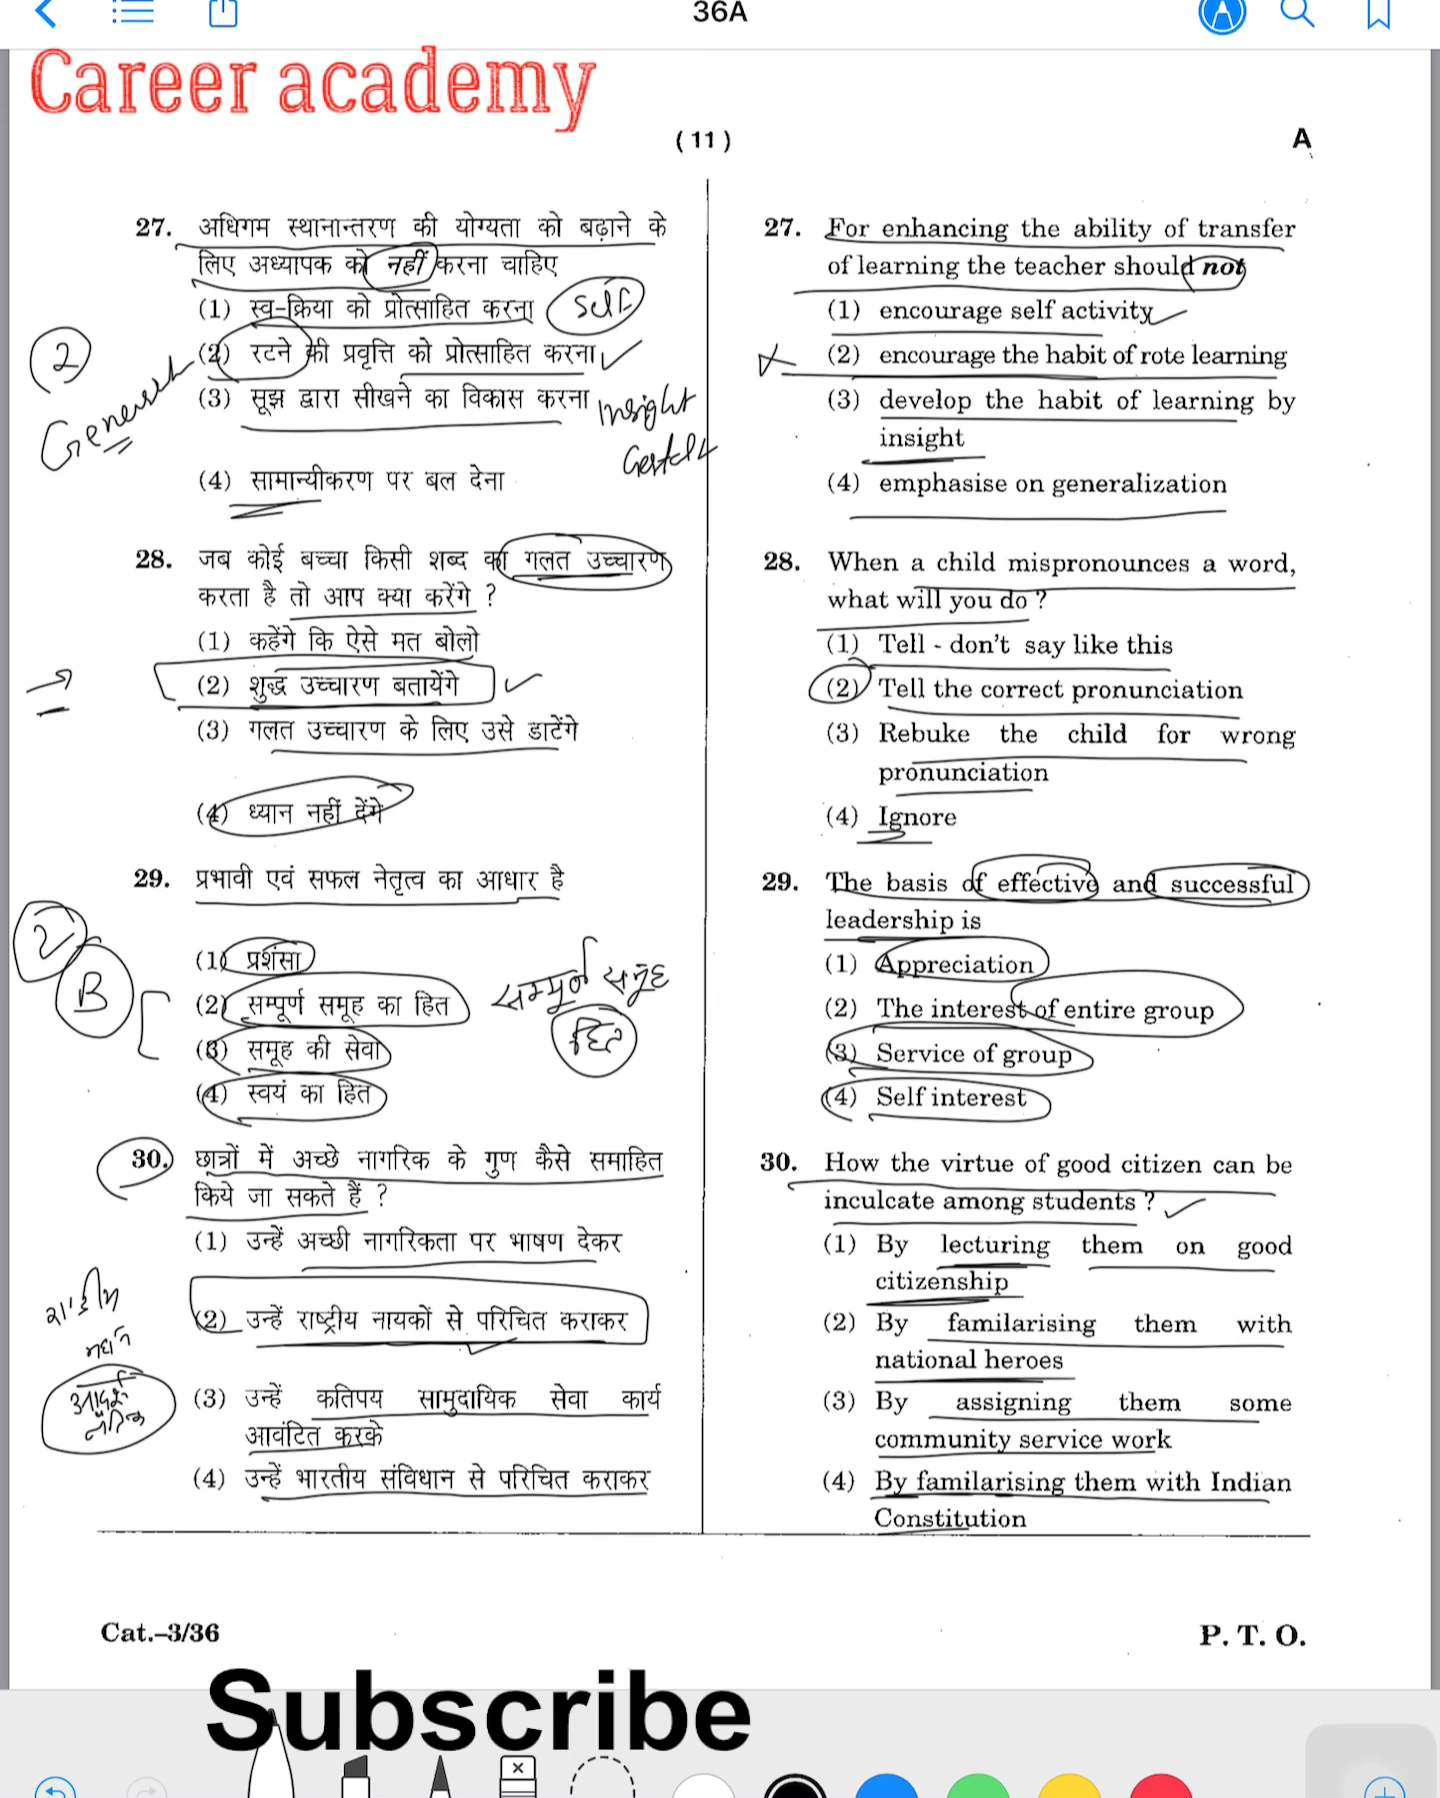 36A
Career academy
( 11 )
A
27. अधिगम स्थानान्तरण की योग्यता को बढ़ाने के
लिए अध्यापक को नहीं करना चाहिए
(1) स्व-क्रिया को प्रोत्साहित करना
Self
(2) रटने की प्रवृत्ति को प्रोत्साहित करना
2
(3) सूझ द्वारा सीखने का विकास करना
Insight
(4) सामान्यीकरण पर बल देना
28. जब कोई बच्चा किसी शब्द का गलत उच्चारण
करता है तो आप क्या करेंगे ?
(1) कहेंगे कि ऐसे मत बोलो
(2) शुद्ध उच्चारण बतायेंगे
(3) गलत उच्चारण के लिए उसे डाटेंगे
(4) ध्यान नहीं देंगे
29. प्रभावी एवं सफल नेतृत्व का आधार है
2
B
(1) प्रशंसा
(2) सम्पूर्ण समूह का हित
सम्पूर्ण समूह
हित
(3) समूह की सेवा
(4) स्वयं का हित
30. छात्रों में अच्छे नागरिक के गुण कैसे समाहित
किये जा सकते हैं ?
(1) उन्हें अच्छी नागरिकता पर भाषण देकर
(2) उन्हें राष्ट्रीय नायकों से परिचित कराकर
(3) उन्हें कतिपय सामुदायिक सेवा कार्य
आवंटित करके
(4) उन्हें भारतीय संविधान से परिचित कराकर
27. For enhancing the ability of transfer
of learning the teacher should not
(1) encourage self activity
(2) encourage the habit of rote learning
(3) develop the habit of learning by
insight
(4) emphasise on generalization
28. When a child mispronounces a word,
what will you do ?
(1) Tell - don't say like this
(2) Tell the correct pronunciation
(3) Rebuke the child for wrong
pronunciation
(4) Ignore
29. The basis of effective and successful
leadership is
(1) Appreciation
(2) The interest of entire group
(3) Service of group
(4) Self interest
30. How the virtue of good citizen can be
inculcate among students ?
(1) By lecturing them on good
citizenship
(2) By familarising them with
national heroes
(3) By assigning them some
community service work
(4) By familarising them with Indian
Constitution
Cat.-3/36
P. T. O.
Subscribe